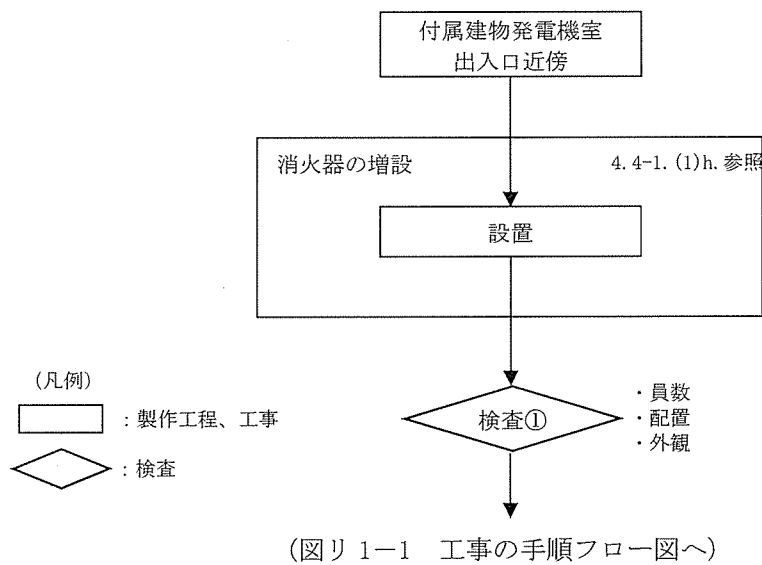 付属建物発電機室
出入口近傍
消火器の増設
4.4-1.(1)h.参照
設置
(凡例)
:製作工程、工事
:検査
検査①
・員数
・配置
・外観
(図リ1-1 工事の手順フロー図へ)